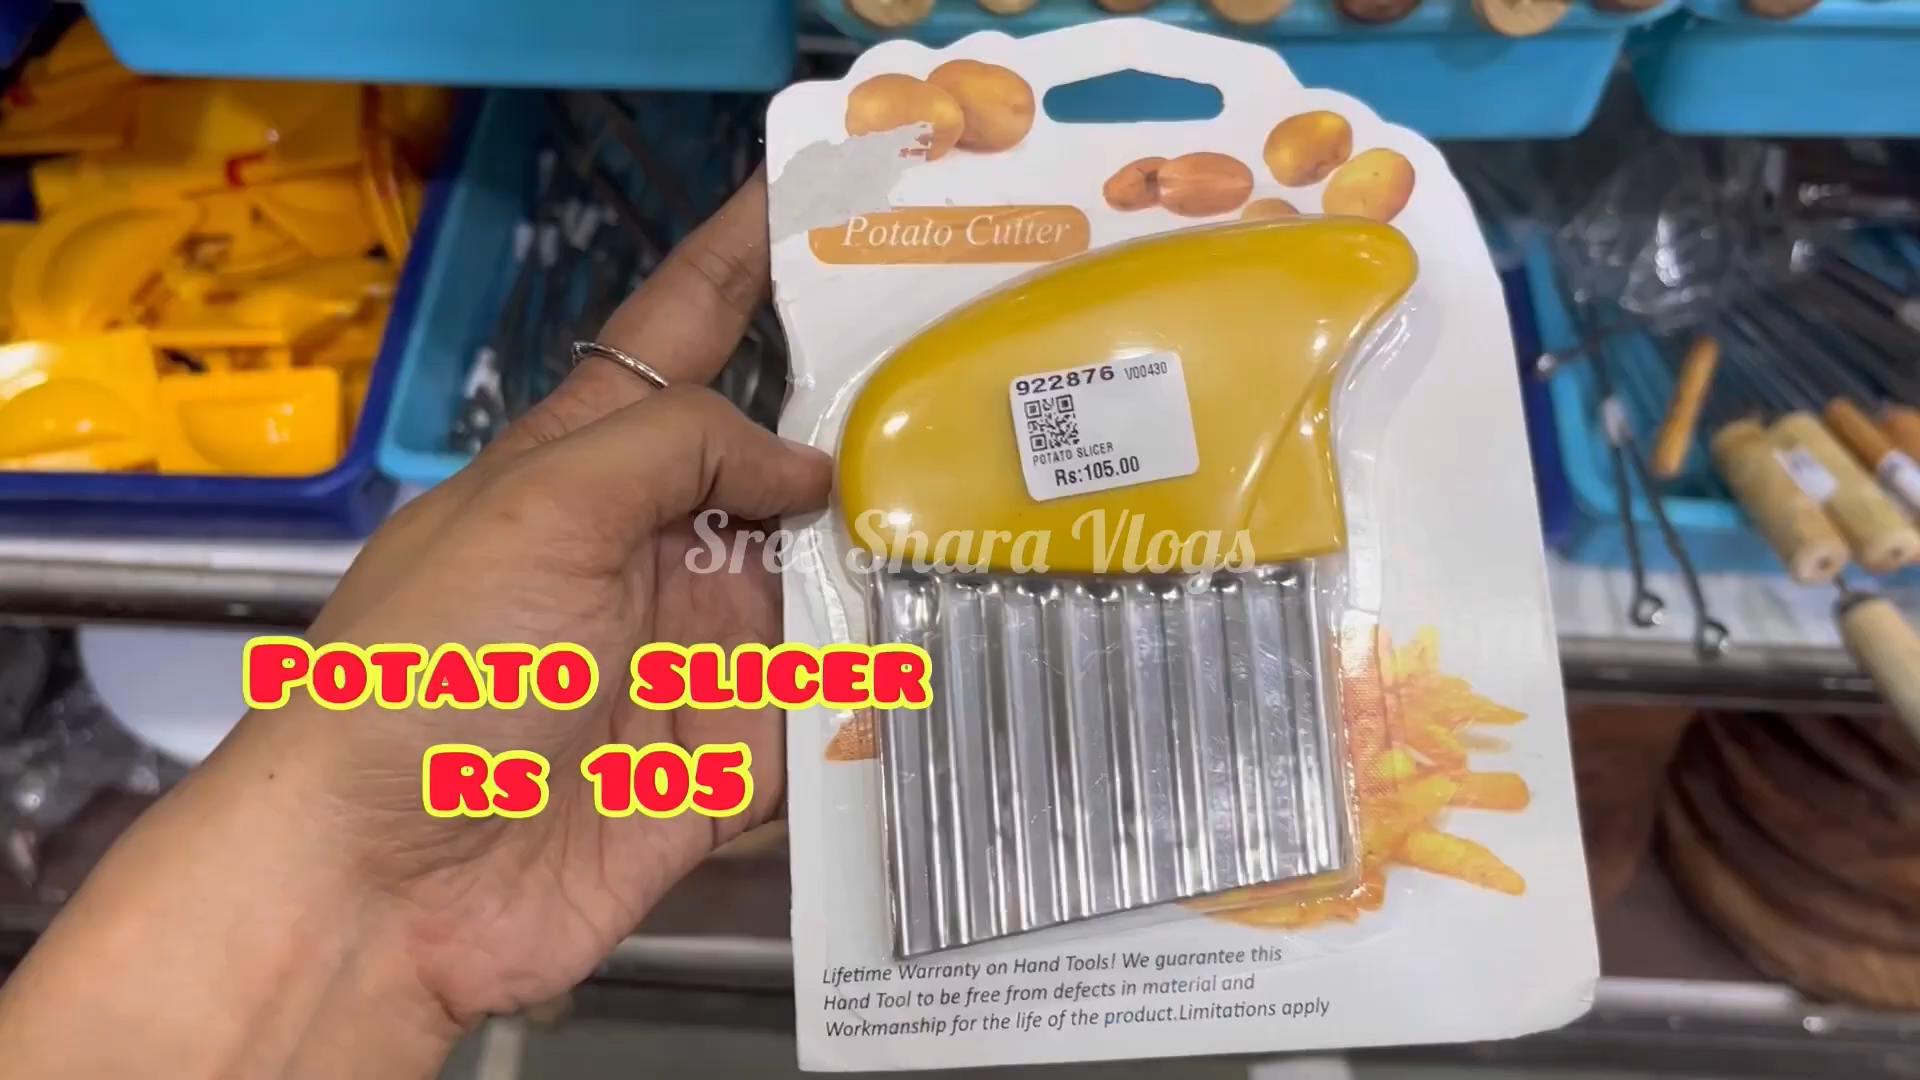 Potato Cutter
922876 V00430
POTATO SLICER
Rs:105.00
Sree Shara Vlogs
POTATO SLICER
RS 105
Lifetime Warranty on Hand Tools! We guarantee this
Hand Tool to be free from defects in material and
Workmanship for the life of the product.Limitations apply